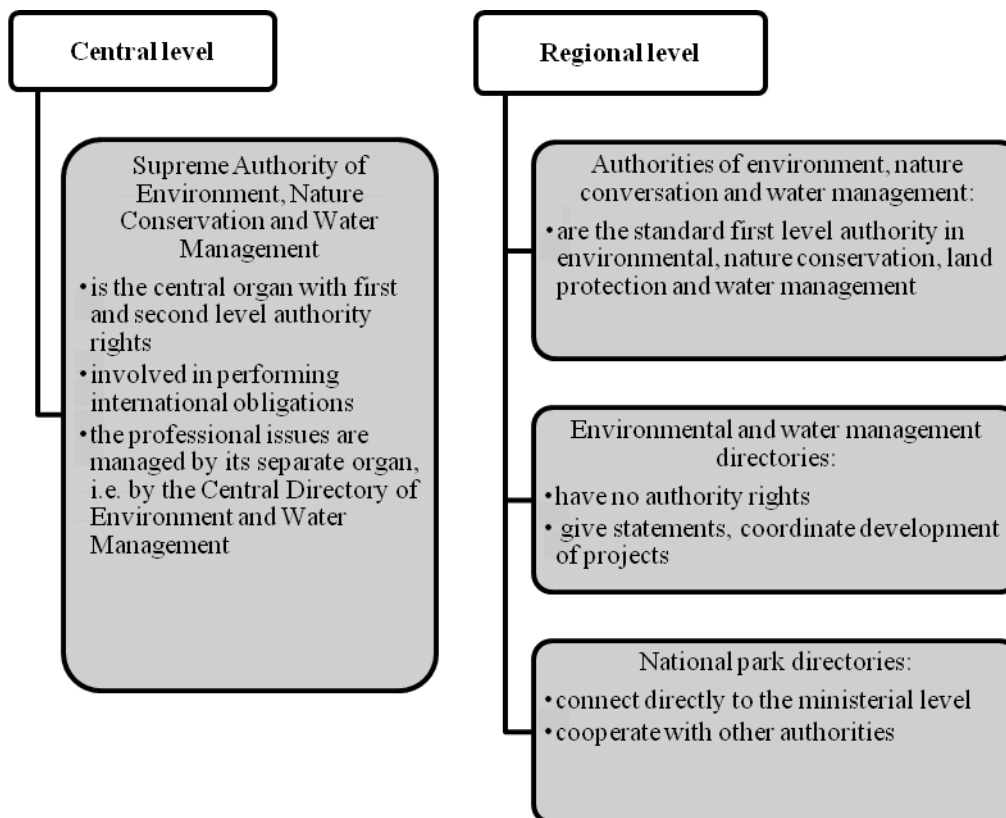 Central level
Supreme Authority of
Environment, Nature
Conservation and Water
Management
•is the central organ with first
and second level authority
rights
•involved in performing
international obligations
•the professional issues are
managed by its separate organ,
i.e. by the Central Directory of
Environment and Water
Management
Regional level
Authorities of environment, nature
conversation and water management:
•are the standard first level authority in
environmental, nature conservation, land
protection and water management
Environmental and water management
directories:
•have no authority rights
• give statements, coordinate development
of projects
National park directories:
•connect directly to the ministerial level
•cooperate with other authorities